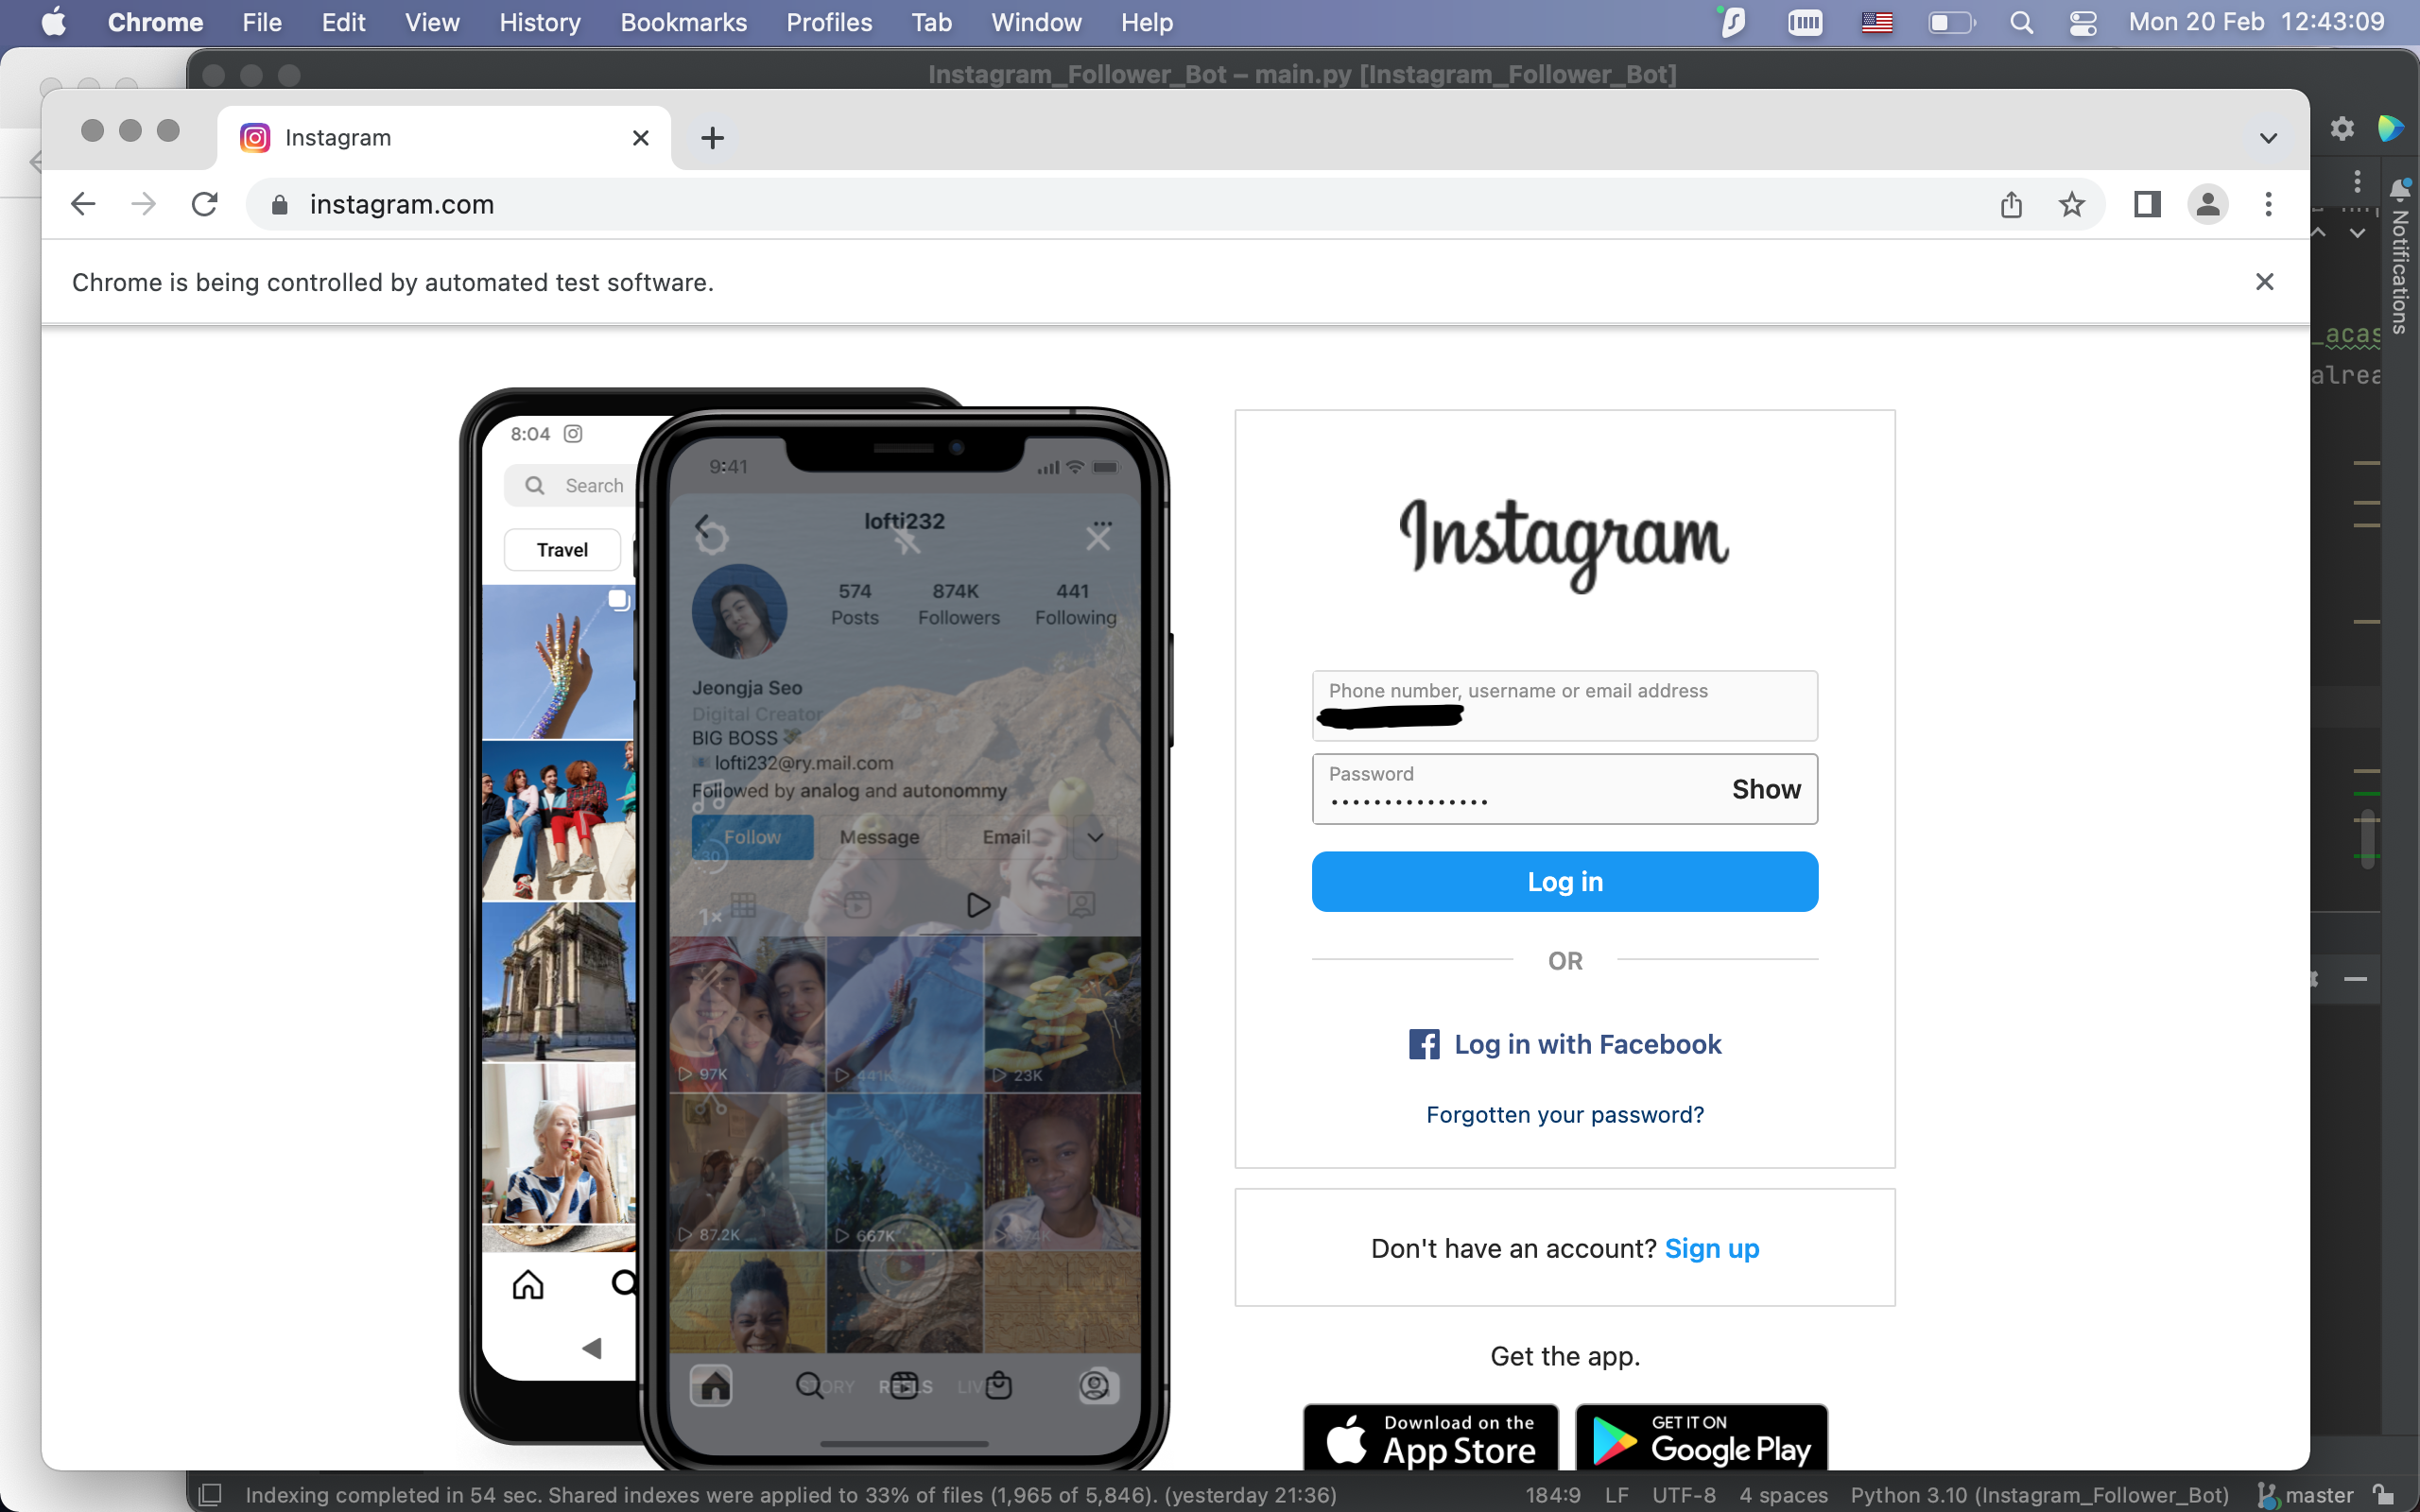 Chrome File Edit View History Bookmarks Profiles Tab Window Help Mon 20 Feb 12:43:09
Instagram_Follower_Bot – main.py [Instagram_Follower_Bot]
Instagram
instagram.com
Chrome is being controlled by automated test software.
Notifications
_acas
alrea
8:04
Search
Travel
9:41
lofti232
574 874K 441
Posts Followers Following
Jeongja Seo
Digital Creator
BIG BOSS
lofti232@ry.mail.com
Followed by analog and autonommy
Follow Message Email
30
1×
97K 441K 23K
87.2K 667K
STORY REELS LIVE
Instagram
Phone number, username or email address
Password
Show
Log in
OR
Log in with Facebook
Forgotten your password?
Don't have an account? Sign up
Get the app.
Download on the
App Store
GET IT ON
Google Play
Indexing completed in 54 sec. Shared indexes were applied to 33% of files (1,965 of 5,846). (yesterday 21:36) 184:9 LF UTF-8 4 spaces Python 3.10 (Instagram_Follower_Bot) master